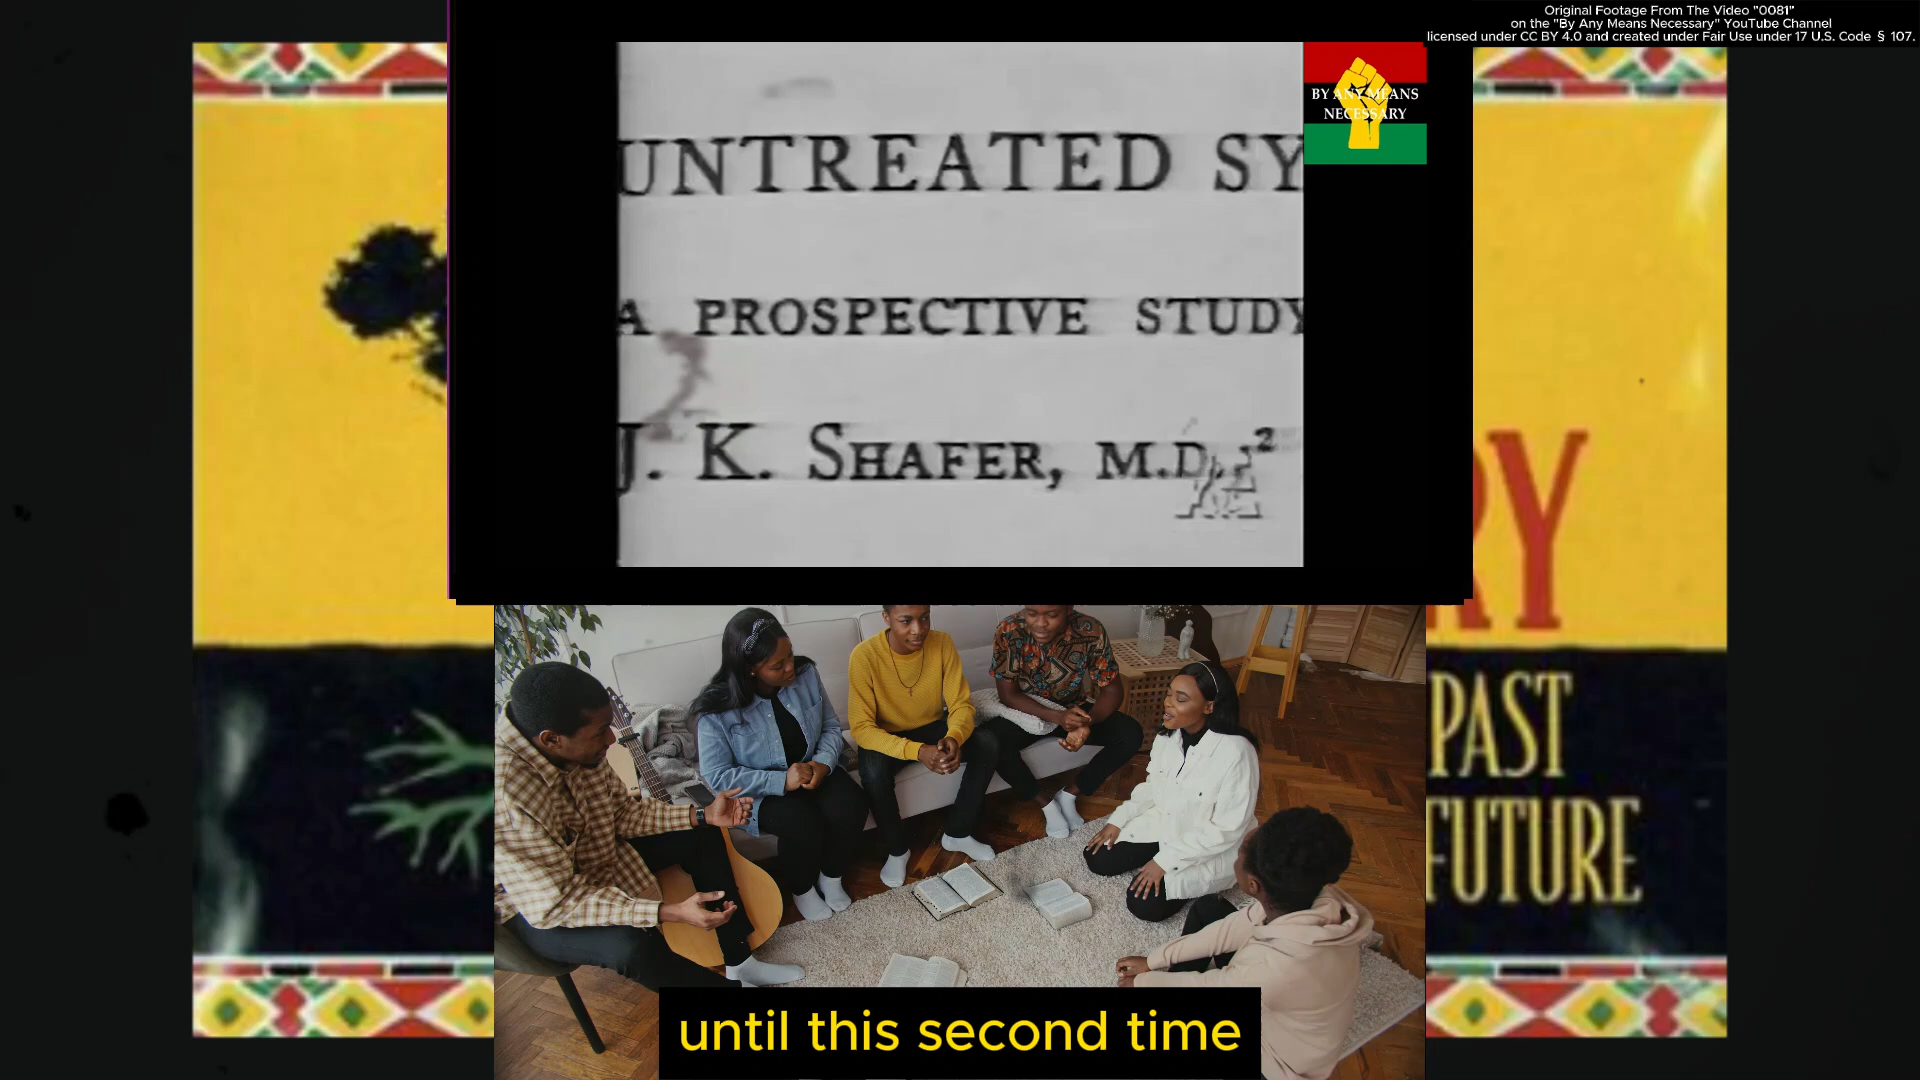 Original Footage From The Video "0081"
on the "By Any Means Necessary" YouTube Channel
licensed under CC BY 4.0 and created under Fair Use under 17 U.S. Code § 107.
BY ANY MEANS
NECESSARY
UNTREATED SY
A PROSPECTIVE STUDY
J. K. SHAFER, M.D.,²
RY
PAST
FUTURE
until this second time